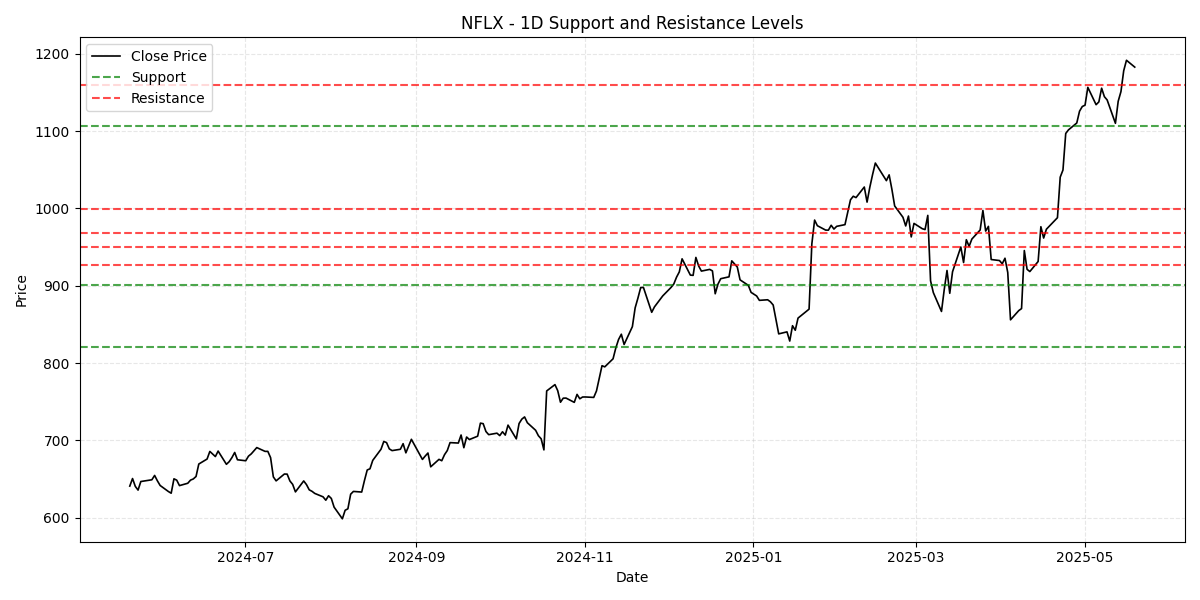 NFLX - 1D Support and Resistance Levels
Close Price
Support
Resistance
1200
1100
1000
900
800
700
600
Price
2024-07
2024-09
2024-11
2025-01
2025-03
2025-05
Date